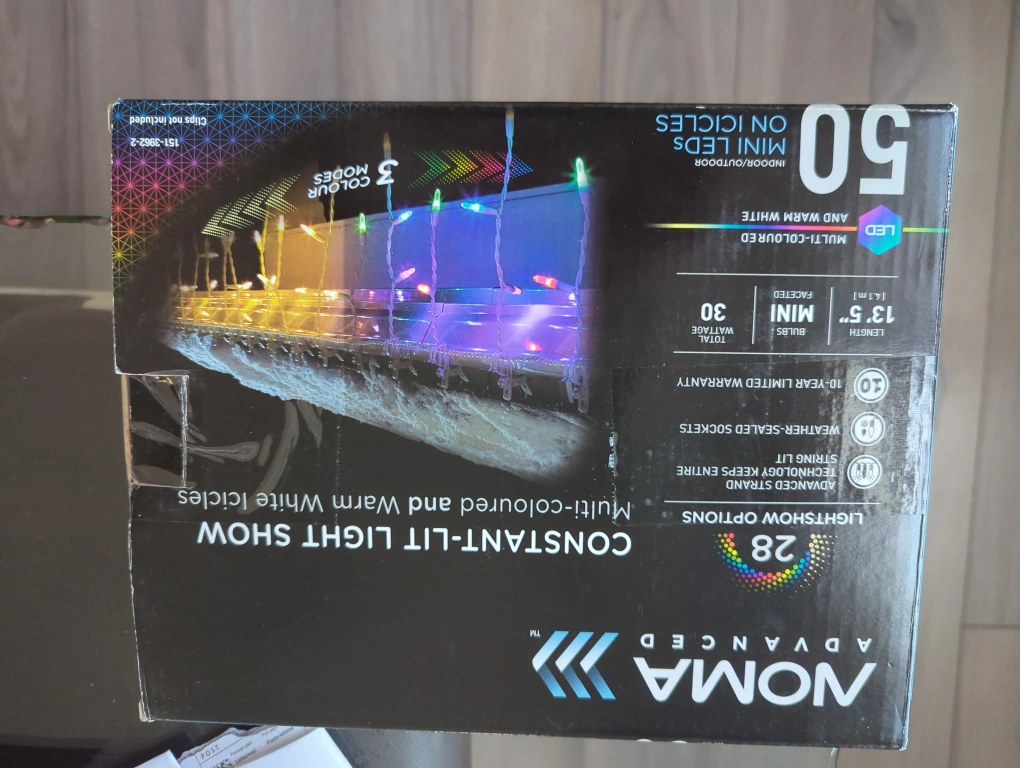 NOMA
ADVANCED
TM
CONSTANT-LIT LIGHT SHOW
Multi-coloured and Warm White Icicles
28
LIGHTSHOW OPTIONS
ADVANCED STRAND
TECHNOLOGY KEEPS ENTIRE
STRING LIT
WEATHER-SEALED SOCKETS
10
10-YEAR LIMITED WARRANTY
LENGTH
13' 5"
[ 4.1 m ]
BULBS -
MINI
FACETED
TOTAL
WATTAGE
30
LED
MULTI-COLOURED
AND WARM WHITE
50
INDOOR/OUTDOOR
MINI LEDs
ON ICICLES
3
COLOUR
MODES
151-3962-2
Clips not included
POST